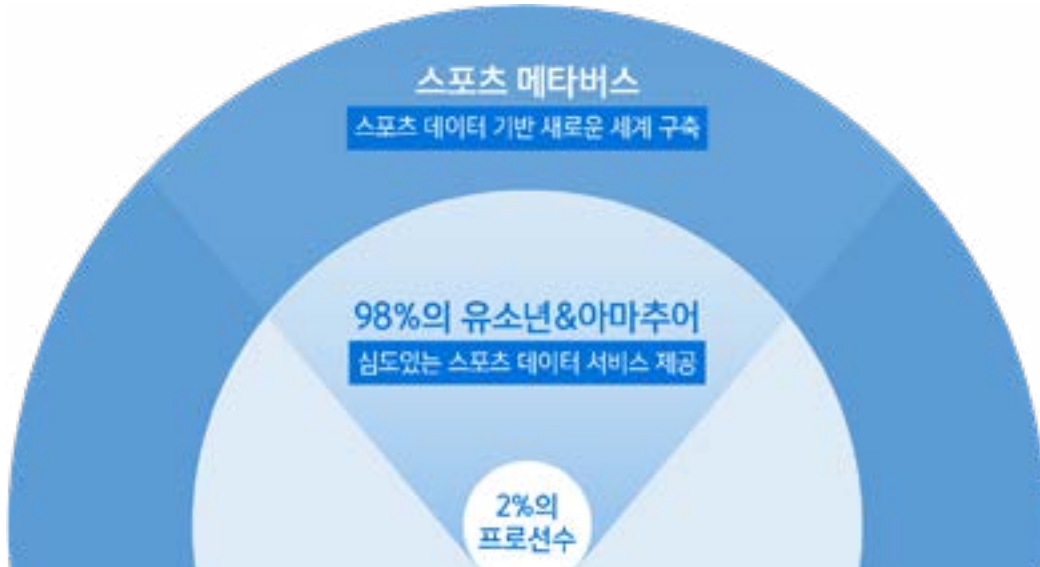 스포츠 메타버스
스포츠 데이터 기반 새로운 세계 구축
98%의 유소년&아마추어
심도있는 스포츠 데이터 서비스 제공
2%의
프로선수